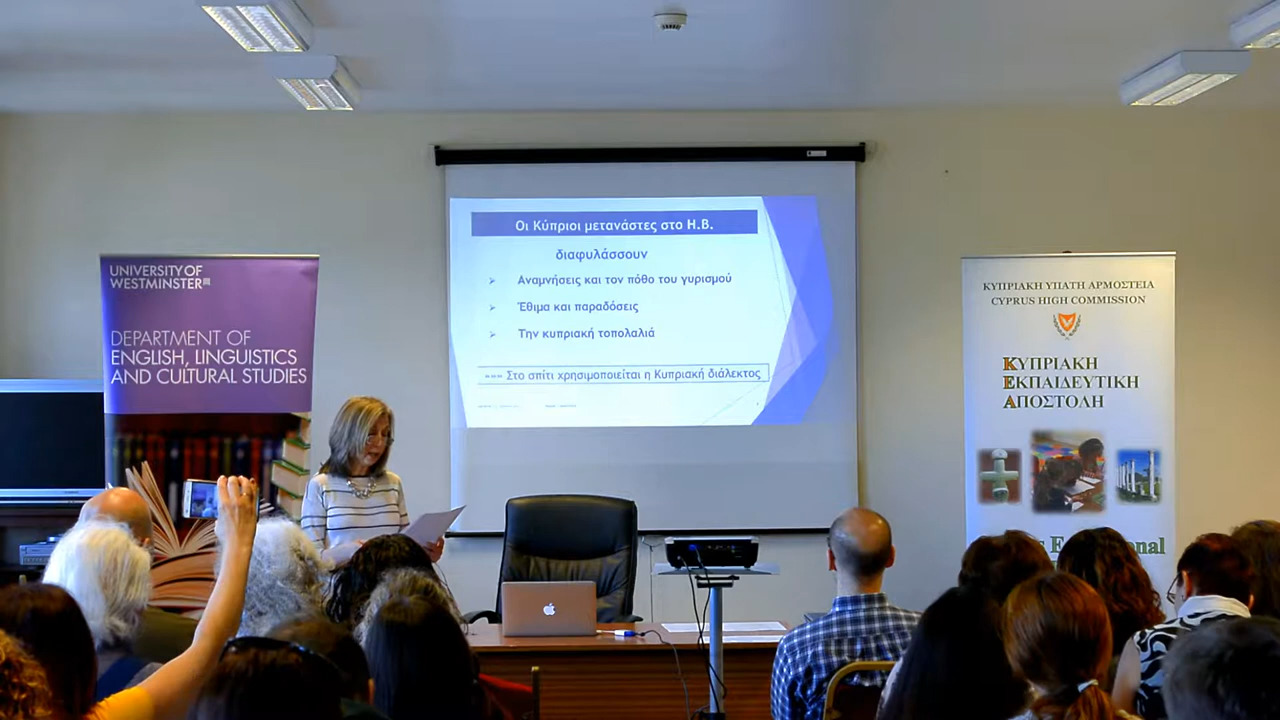 UNIVERSITY OF
WESTMINSTER
DEPARTMENT OF
ENGLISH, LINGUISTICS
AND CULTURAL STUDIES
Οι Κύπριοι μετανάστες στο Η.Β.
διαφυλάσσουν
Αναμνήσεις και τον πόθο του γυρισμού
Έθιμα και παραδόσεις
Την κυπριακή τοπολαλιά
Στο σπίτι χρησιμοποιείται η Κυπριακή διάλεκτος
ΚΥΠΡΙΑΚΗ ΥΠΑΤΗ ΑΡΜΟΣΤΕΙΑ
CYPRUS HIGH COMMISSION
ΚΥΠΡΙΑΚΗ
ΕΚΠΑΙΔΕΥΤΙΚΗ
ΑΠΟΣΤΟΛΗ